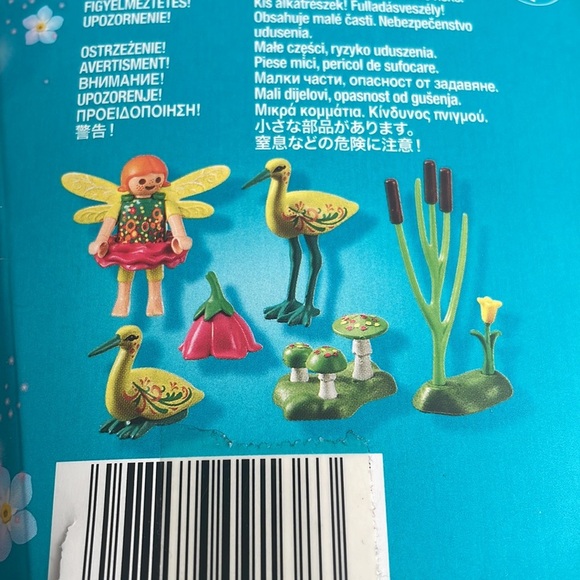 FIGYELMEZTETÉS!
UPOZORNENIE!
OSTRZEŻENIE!
AVERTISMENT!
ВНИМАНИЕ!
UPOZORENJE!
ΠΡΟΕΙΔΟΠΟΙΗΣΗ!
警告！
Kis alkatrészek! Fulladásveszély!
Obsahuje malé časti. Nebezpečenstvo
udusenia.
Małe części, ryzyko uduszenia.
Piese mici, pericol de sufocare.
Малки части, опасност от задавяне.
Mali dijelovi, opasnost od gušenja.
Μικρά κομμάτια. Κίνδυνος πνιγμού.
小さな部品があります。
窒息などの危険に注意！